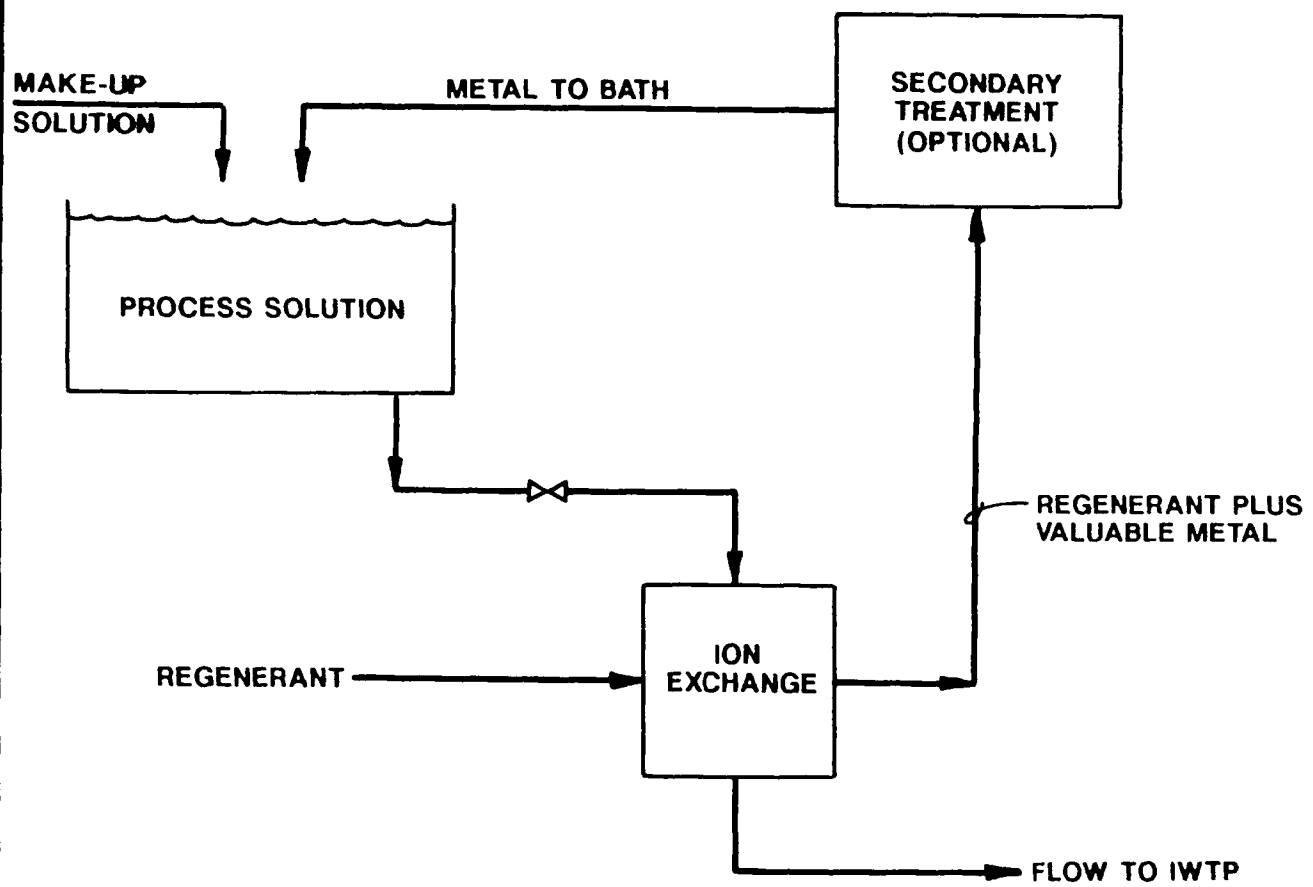 MAKE-UP
SOLUTION
METAL TO BATH
SECONDARY
TREATMENT
(OPTIONAL)
PROCESS SOLUTION
REGENERANT PLUS
VALUABLE METAL
REGENERANT
ION
EXCHANGE
FLOW TO IWTP